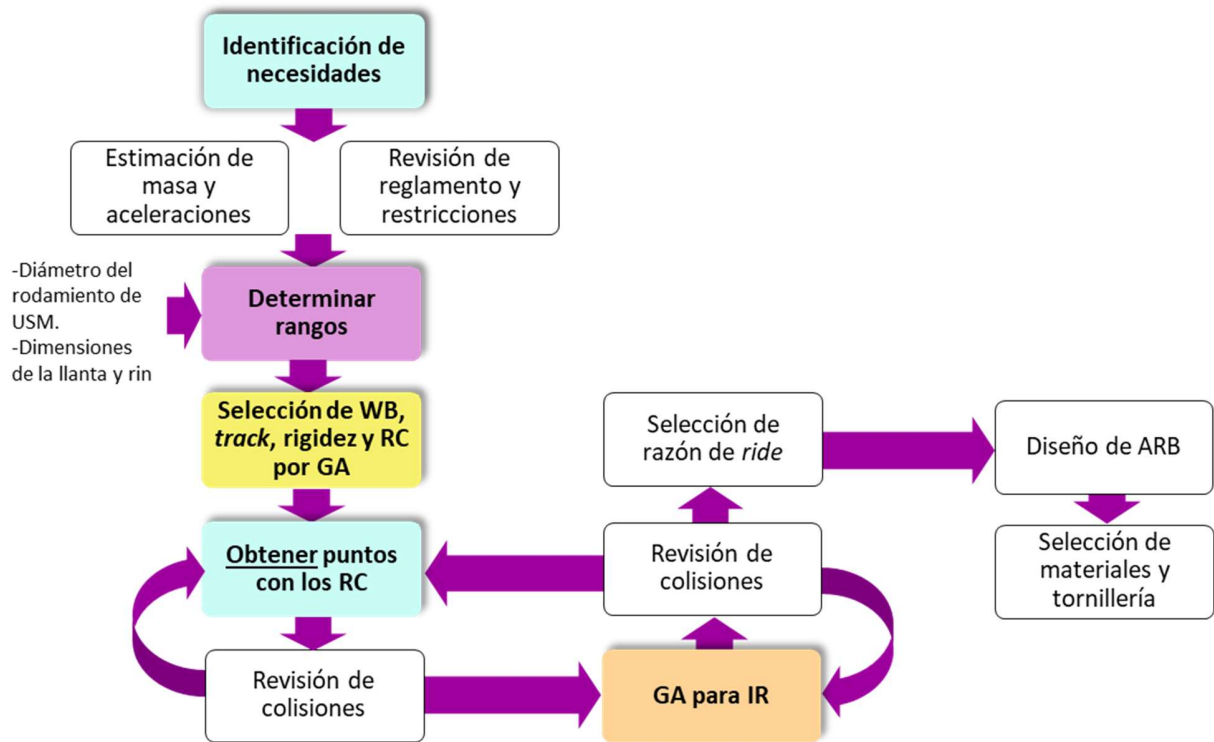 Identificación de
necesidades
Estimación de
masa y
aceleraciones
Revisión de
reglamento y
restricciones
-Diámetro del
rodamiento de
USM.
-Dimensiones
de la llanta y rin
Determinar
rangos
Selección de WB,
track, rigidez y RC
por GA
Obtener puntos
con los RC
Revisión de
colisiones
GA para IR
Revisión de
colisiones
Selección de
razón de ride
Diseño de ARB
Selección de
materiales y
tornillería